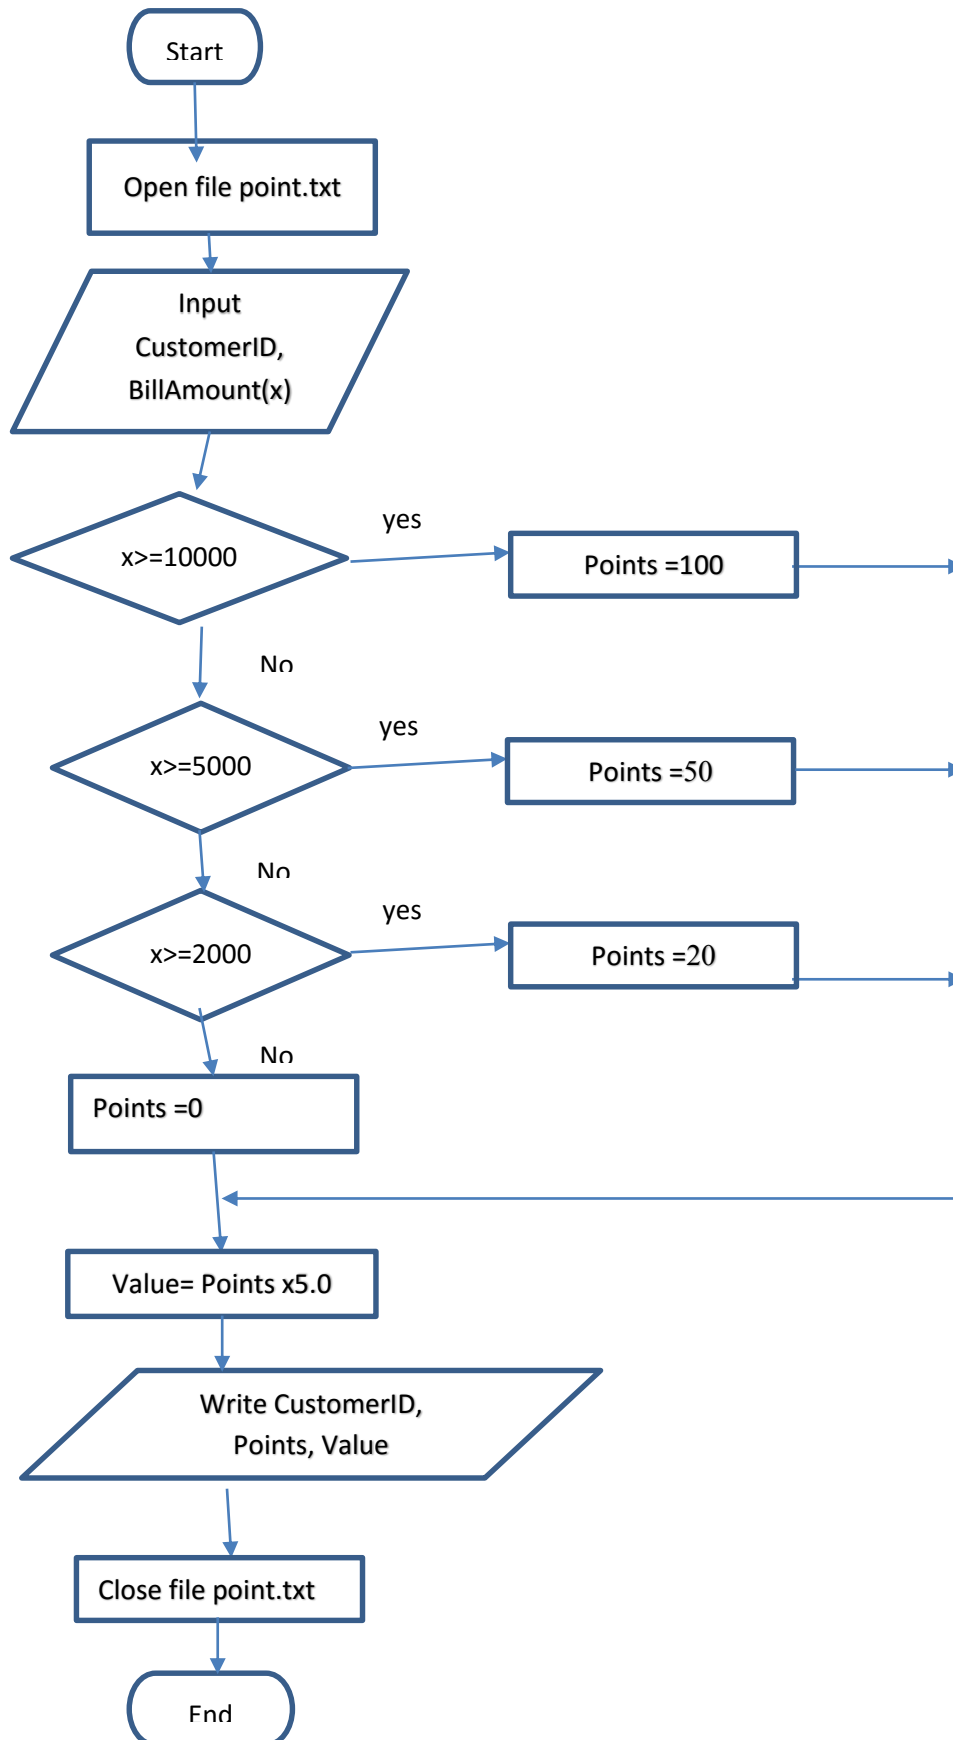 Start
Open file point.txt
Input
CustomerID,
BillAmount(x)
yes
x>=10000
Points =100
No
yes
x>=5000
Points =50
No
yes
x>=2000
Points =20
No
Points =0
Value= Points x5.0
Write CustomerID,
Points, Value
Close file point.txt
End